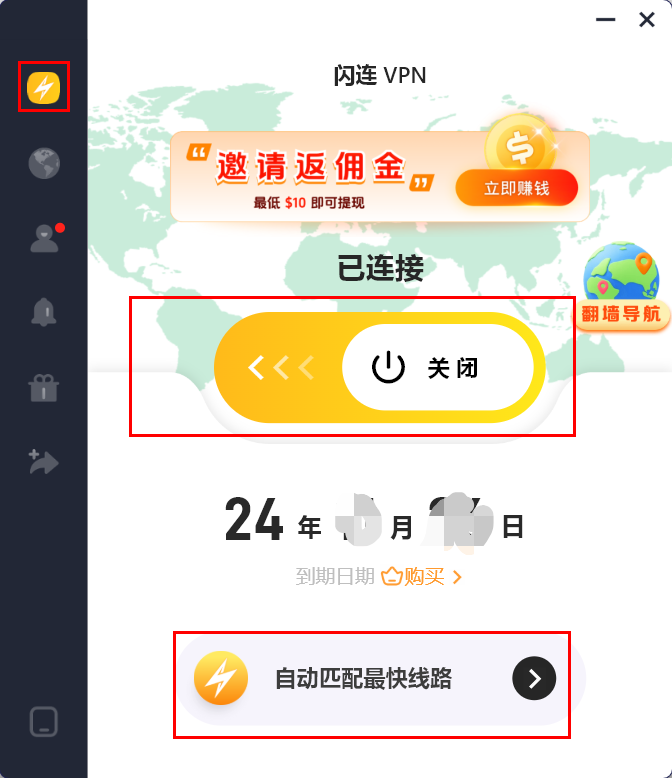 闪连 VPN
“邀请返佣金”
立即赚钱
最低 $10 即可提现
已连接
翻墙导航
关闭
24 年 月 日
到期日期 购买
自动匹配最快线路